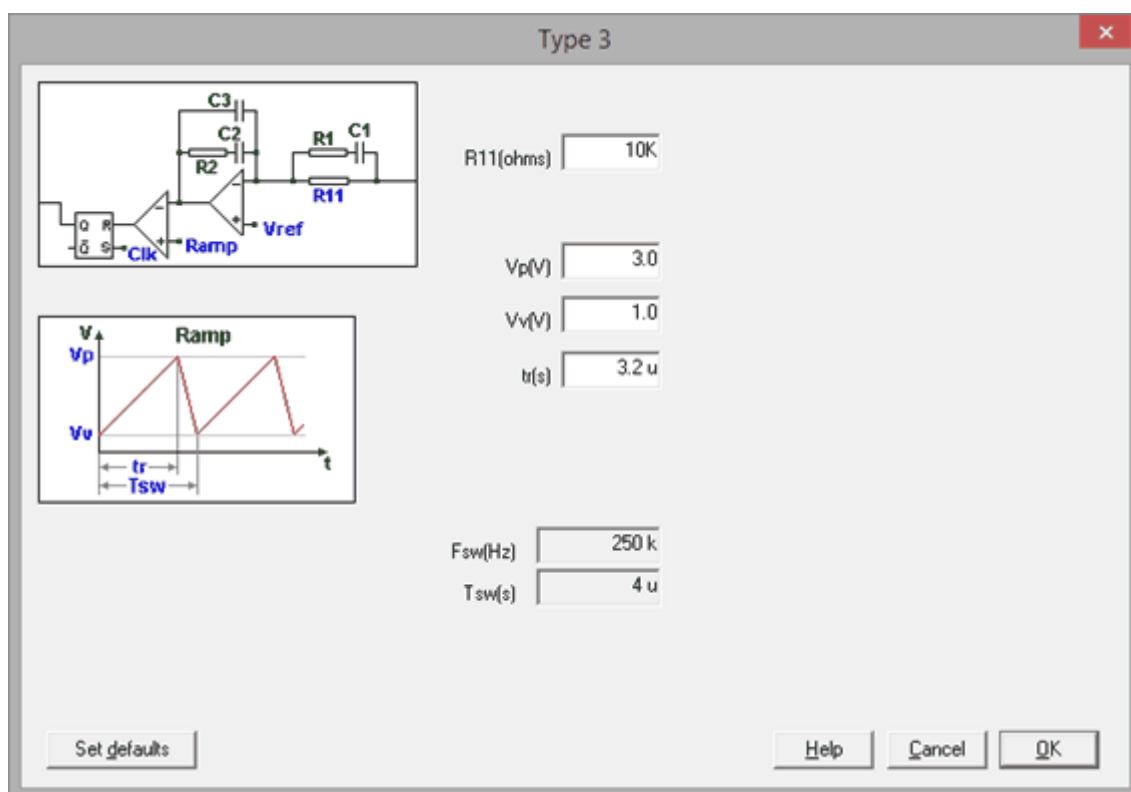 Type 3
C3
C2
R2
R1
C1
R11
Vref
Q R
Q S
Clk
Ramp
R11(ohms)
10K
Vp(V)
3.0
Vv(V)
1.0
tr(s)
3.2 u
V
Ramp
Vp
Vv
t
tr
Tsw
Fsw(Hz)
250 k
Tsw(s)
4 u
Set defaults
Help
Cancel
OK